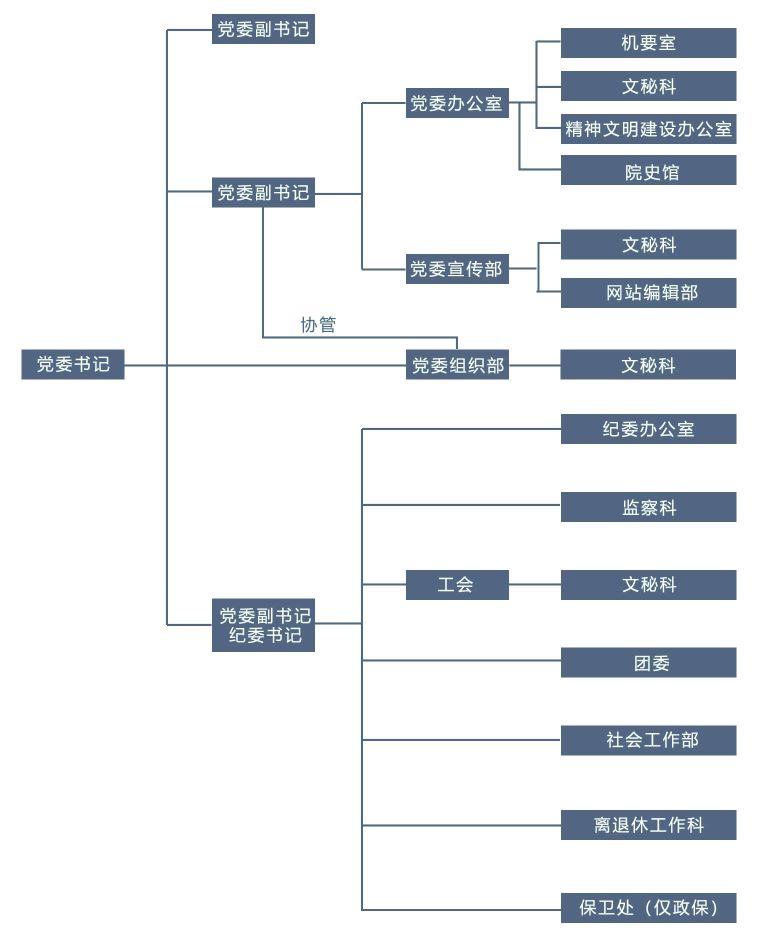 党委副书记
机要室
文秘科
党委办公室
精神文明建设办公室
院史馆
党委副书记
文秘科
党委宣传部
网站编辑部
协管
党委书记
党委组织部
文秘科
纪委办公室
监察科
工会
文秘科
党委副书记
纪委书记
团委
社会工作部
离退休工作科
保卫处（仅政保）